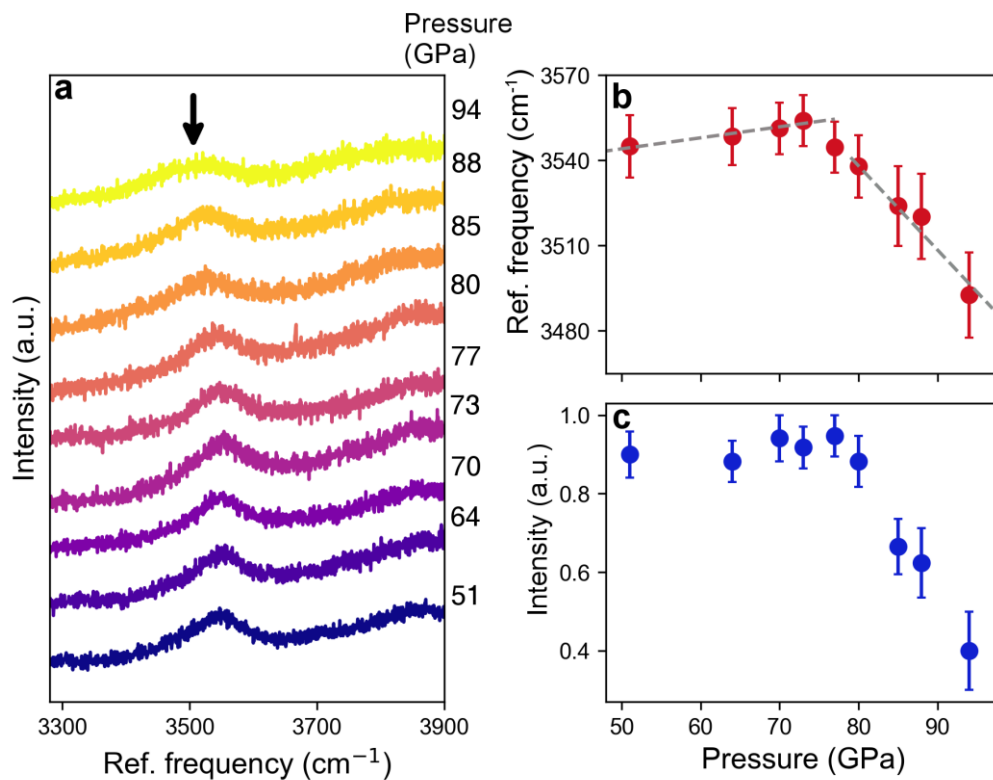 Pressure
(GPa)
a
94
88
85
80
77
73
70
64
51
Intensity (a.u.)
3300
3500
3700
3900
Ref. frequency (cm⁻¹)
b
3570
3540
3510
3480
Ref. frequency (cm⁻¹)
c
1.0
0.8
0.6
0.4
Intensity (a.u.)
50
60
70
80
90
Pressure (GPa)